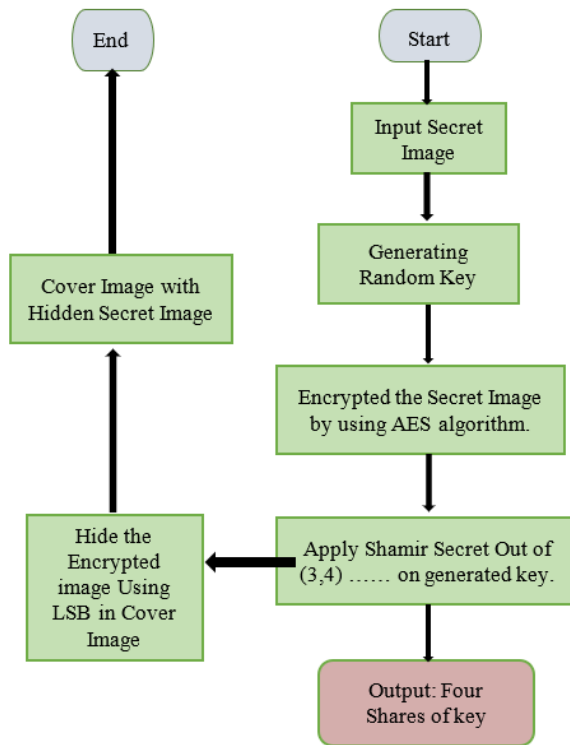 Start
Input Secret
Image
Generating
Random Key
Encrypted the Secret Image
by using AES algorithm.
Apply Shamir Secret Out of
(3,4) …… on generated key.
Output: Four
Shares of key
Hide the
Encrypted
image Using
LSB in Cover
Image
Cover Image with
Hidden Secret Image
End